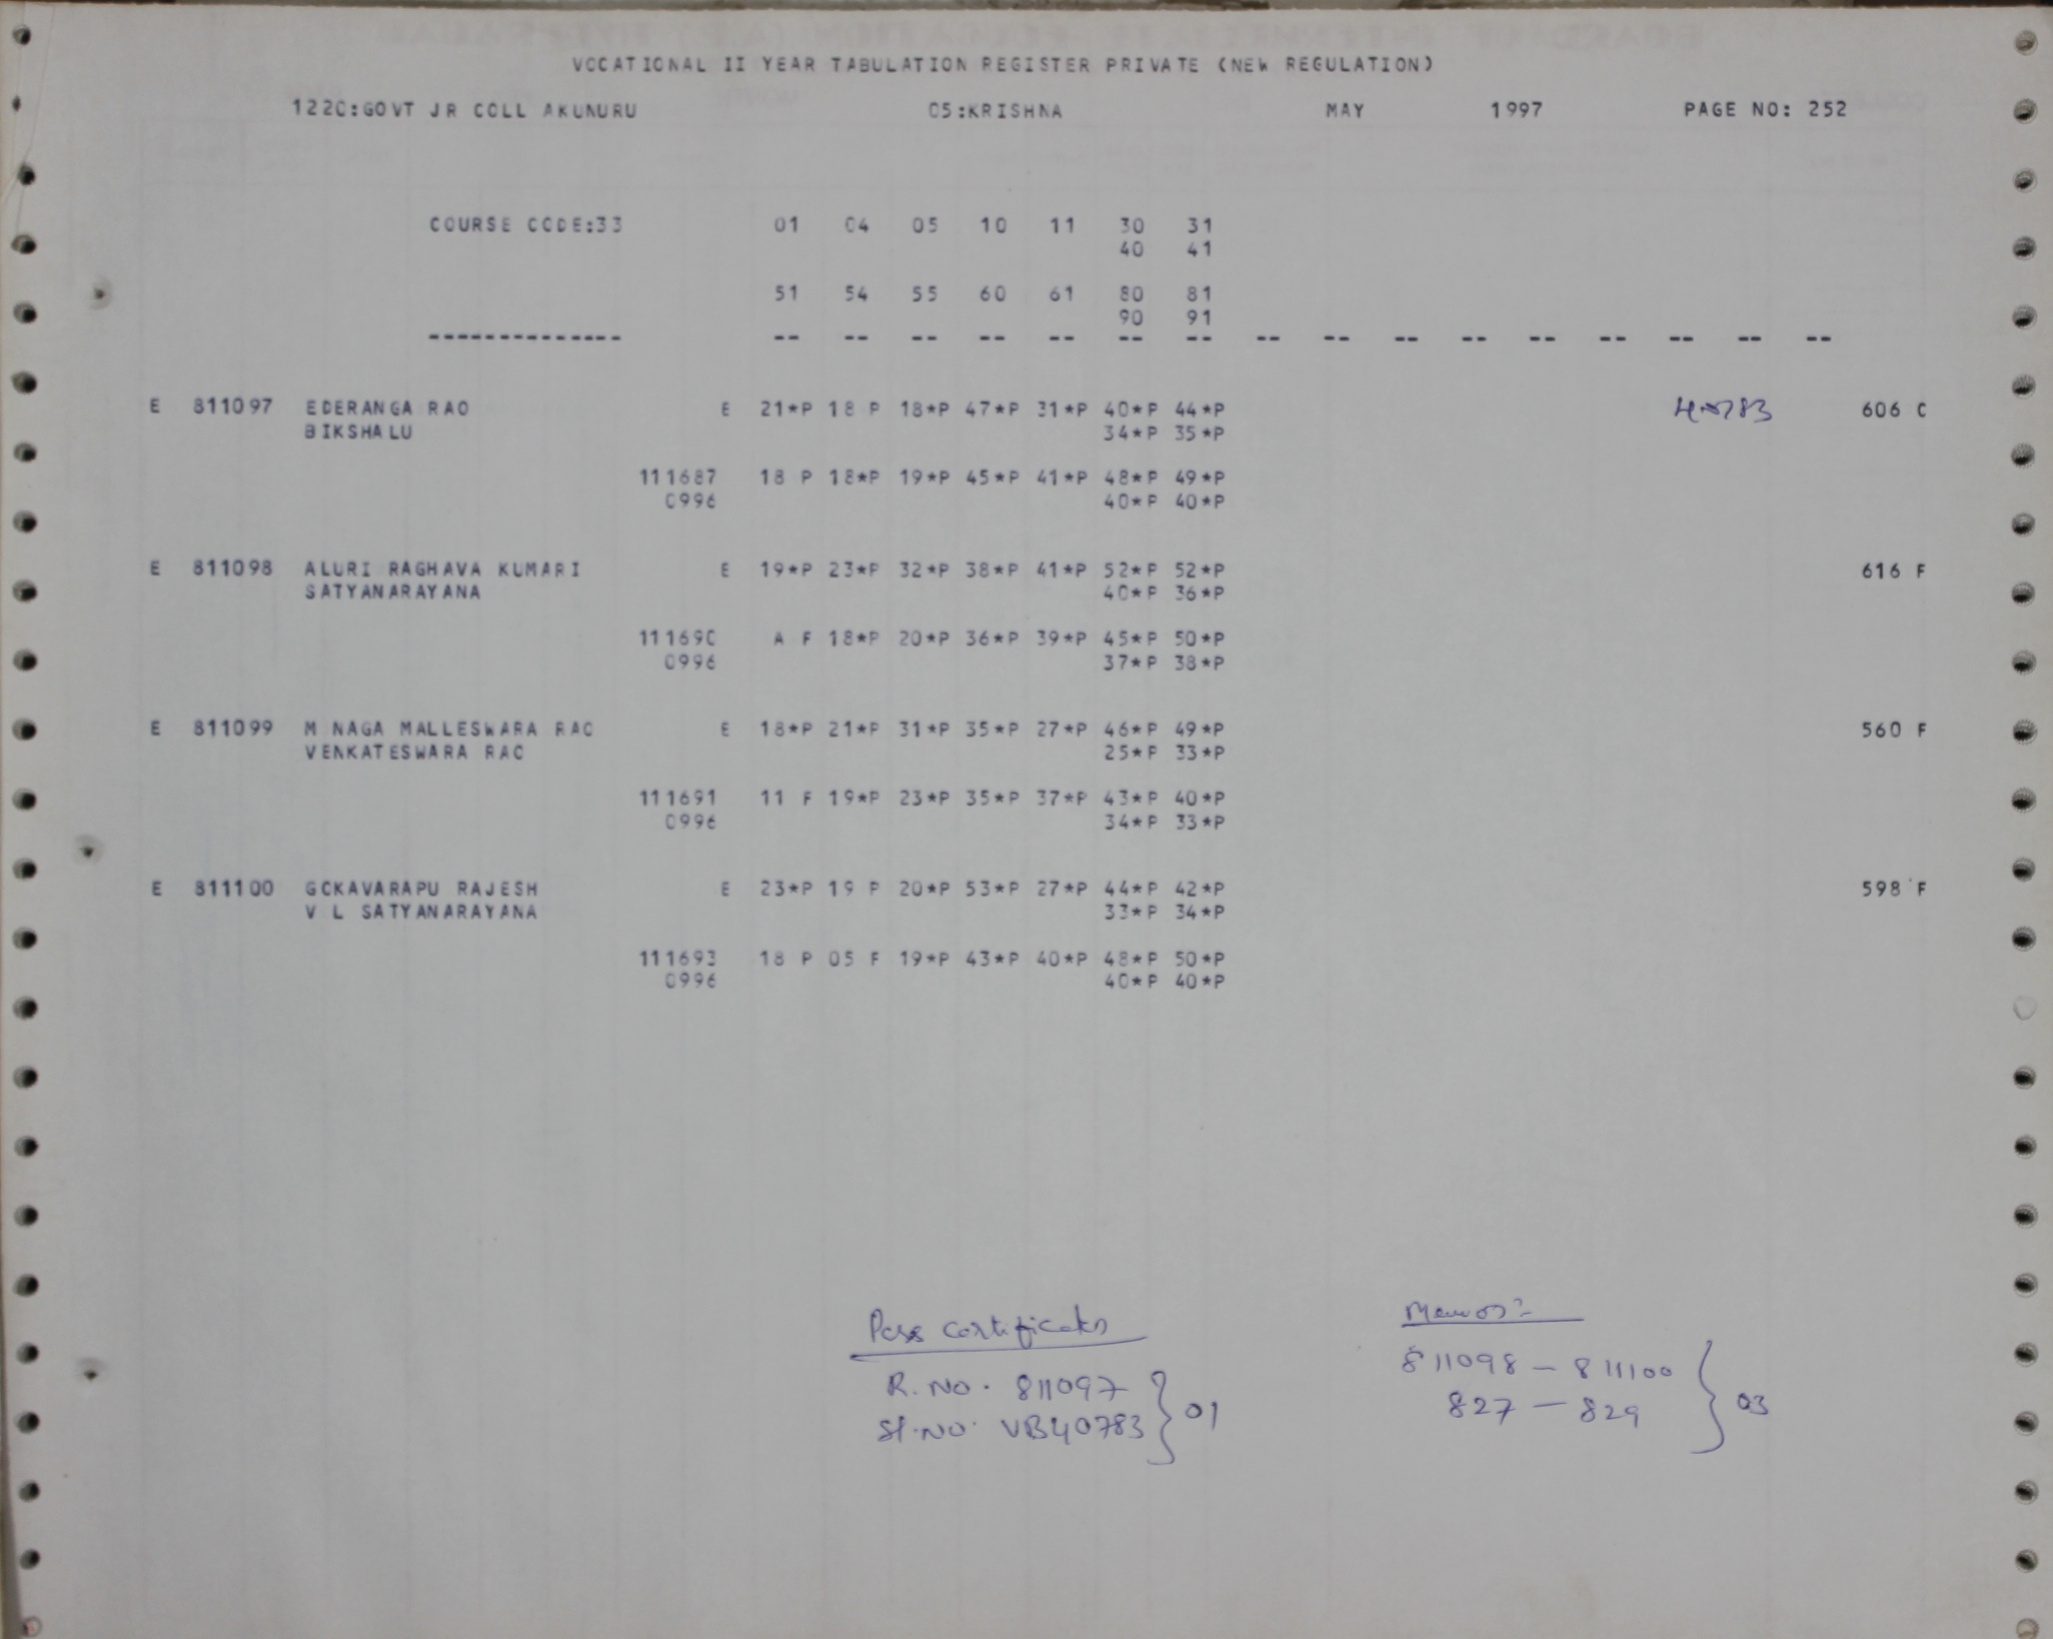 VOCATIONAL II YEAR TABULATION REGISTER PRIVATE (NEW REGULATION)
1220:GOVT JR COLL AKUNURU 05:KRISHNA MAY 1997 PAGE NO: 252
COURSE CODE:33 01 04 05 10 11 30 31
40 41
51 54 55 60 61 80 81
90 91
-------------- -- -- -- -- -- -- -- -- -- -- -- -- -- -- -- --
E 811097 EDERANGA RAO E 21*P 18 P 18*P 47*P 31*P 40*P 44*P 40783 606 C
BIKSHALU 34*P 35*P
111687 18 P 18*P 19*P 45*P 41*P 48*P 49*P
0996 40*P 40*P
E 811098 ALURI RAGHAVA KUMARI E 19*P 23*P 32*P 38*P 41*P 52*P 52*P 616 F
SATYANARAYANA 40*P 36*P
111690 A F 18*P 20*P 36*P 39*P 45*P 50*P
0996 37*P 38*P
E 811099 M NAGA MALLESWARA RAO E 18*P 21*P 31*P 35*P 27*P 46*P 49*P 560 F
VENKATESWARA RAO 25*P 33*P
111691 11 F 19*P 23*P 35*P 37*P 43*P 40*P
0996 34*P 33*P
E 811100 GOKAVARAPU RAJESH E 23*P 19 P 20*P 53*P 27*P 44*P 42*P 598 F
V L SATYANARAYANA 33*P 34*P
111693 18 P 05 F 19*P 43*P 40*P 48*P 50*P
0996 40*P 40*P
Pass certificates
R.No. 811097
Sl.No. VB40783 } 01
Memos:-
811098 - 811100
827 - 829 } 03